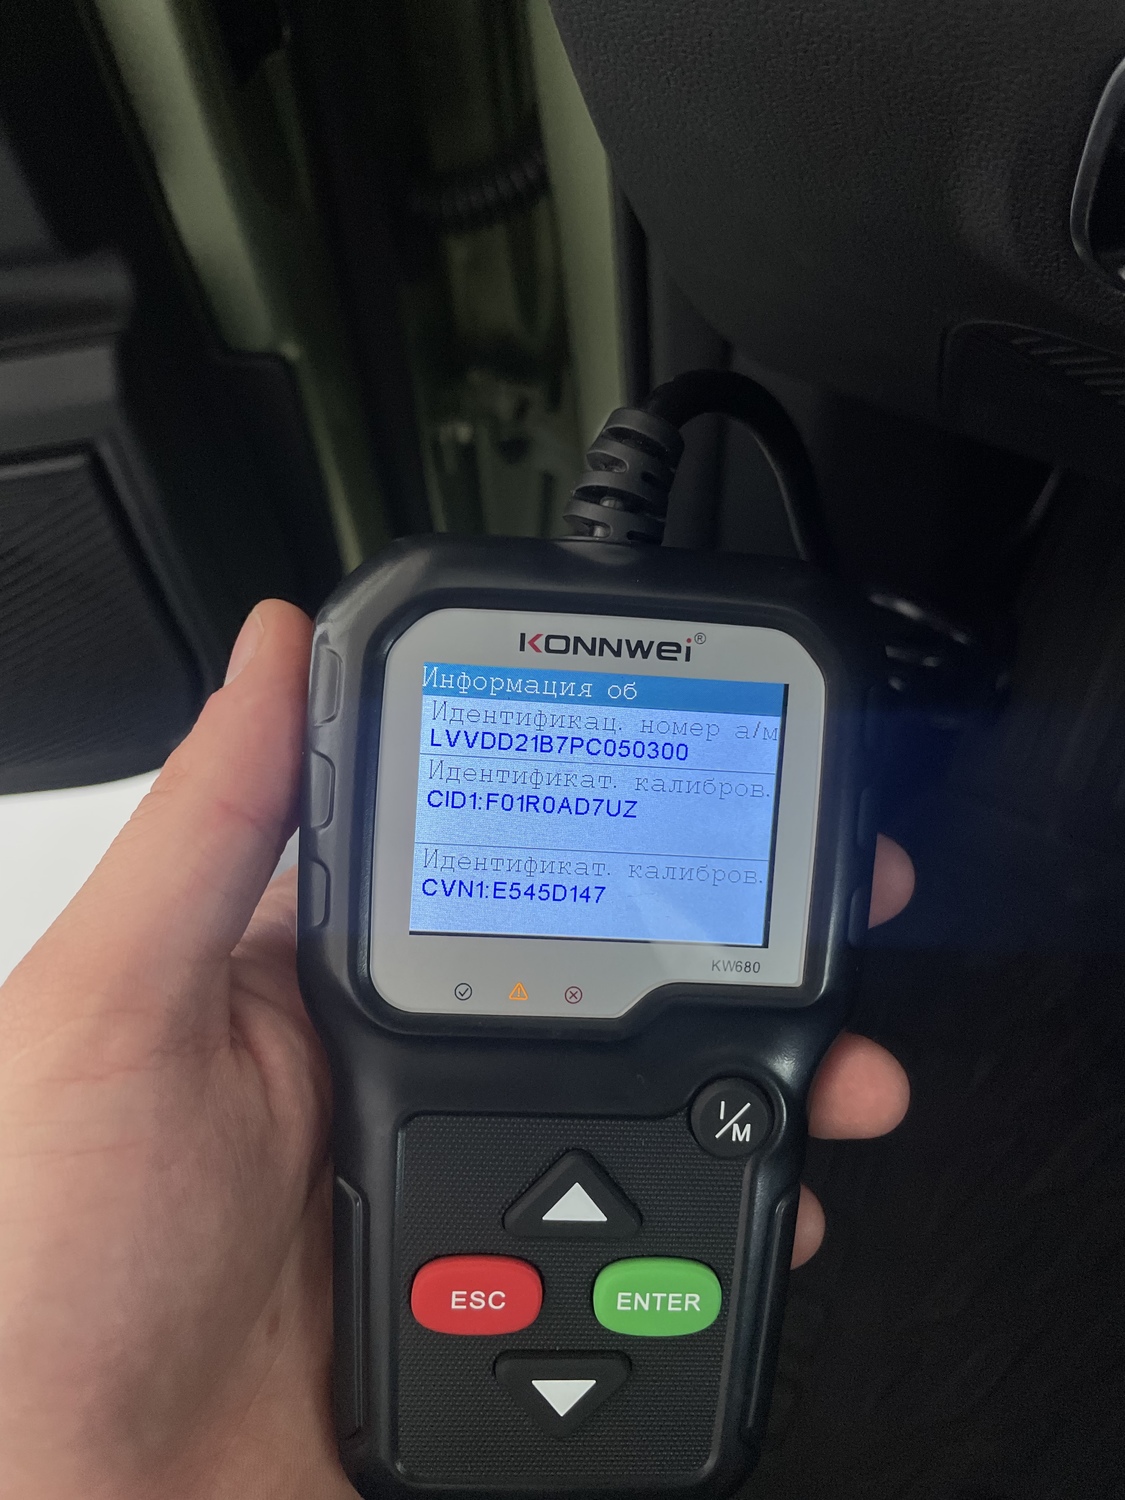 KONNWEI®
Информация об
Идентификац. номер а/м
LVVDD21B7PC050300
Идентификат. калибров.
CID1:F01R0AD7UZ
Идентификат. калибров.
CVN1:E545D147
KW680
I/M
ESC
ENTER